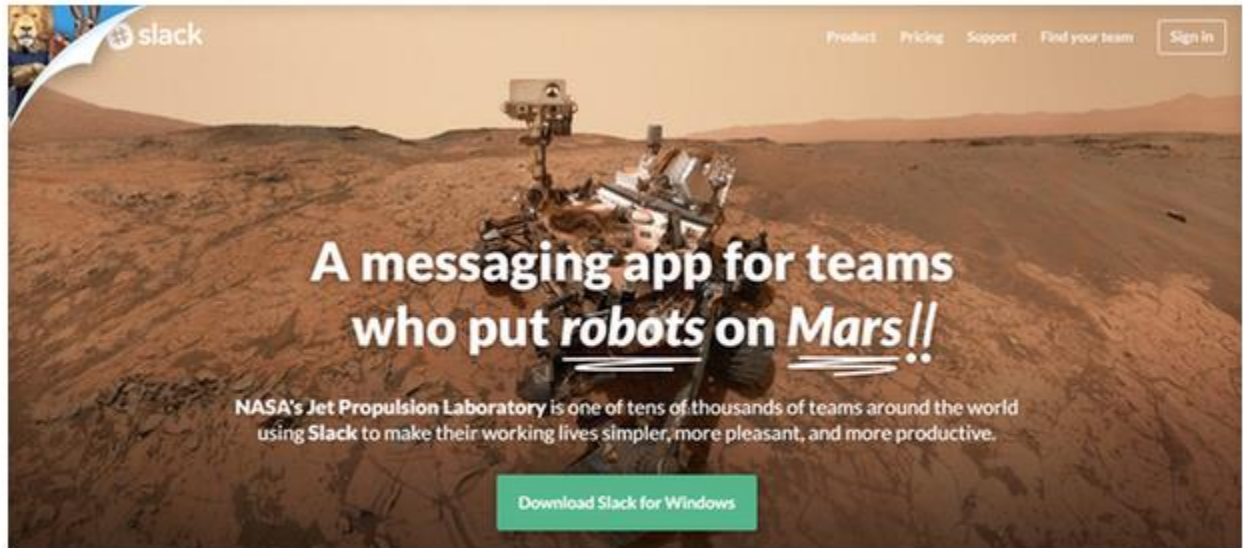 slack
Product Pricing Support Find your team Sign in
A messaging app for teams
who put robots on Mars!!
NASA's Jet Propulsion Laboratory is one of tens of thousands of teams around the world
using Slack to make their working lives simpler, more pleasant, and more productive.
Download Slack for Windows